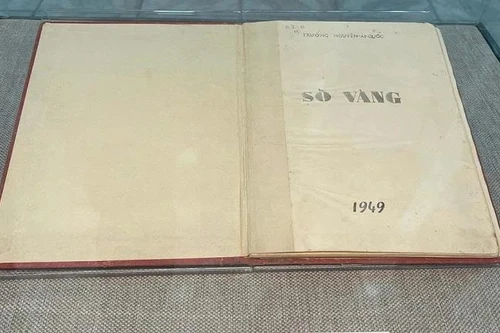 TRƯỜNG NGUYỄN-ÁI-QUỐC
SỔ VÀNG
1949